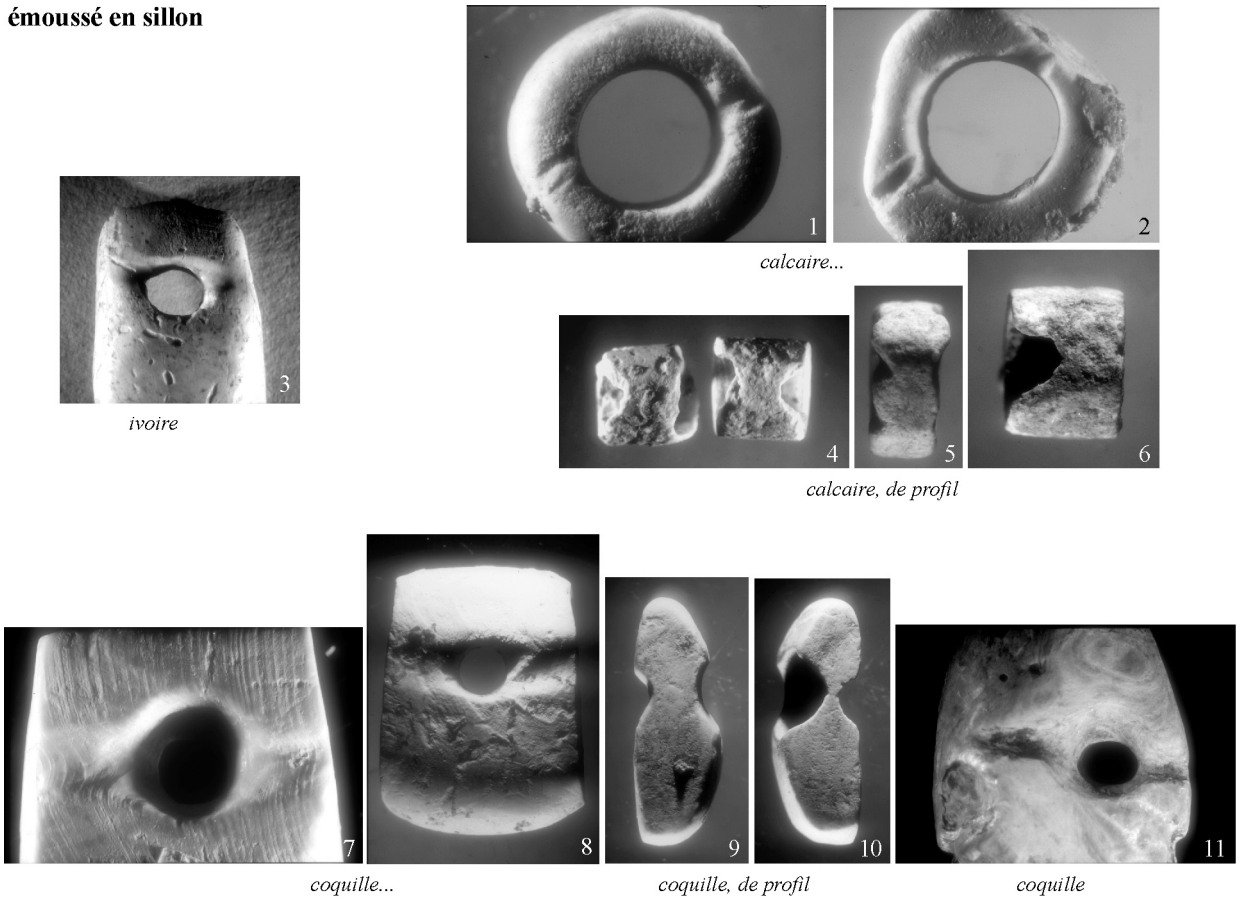 émoussé en sillon
1
2
calcaire...
3
ivoire
4
5
6
calcaire, de profil
7
8
9
10
11
coquille...
coquille, de profil
coquille